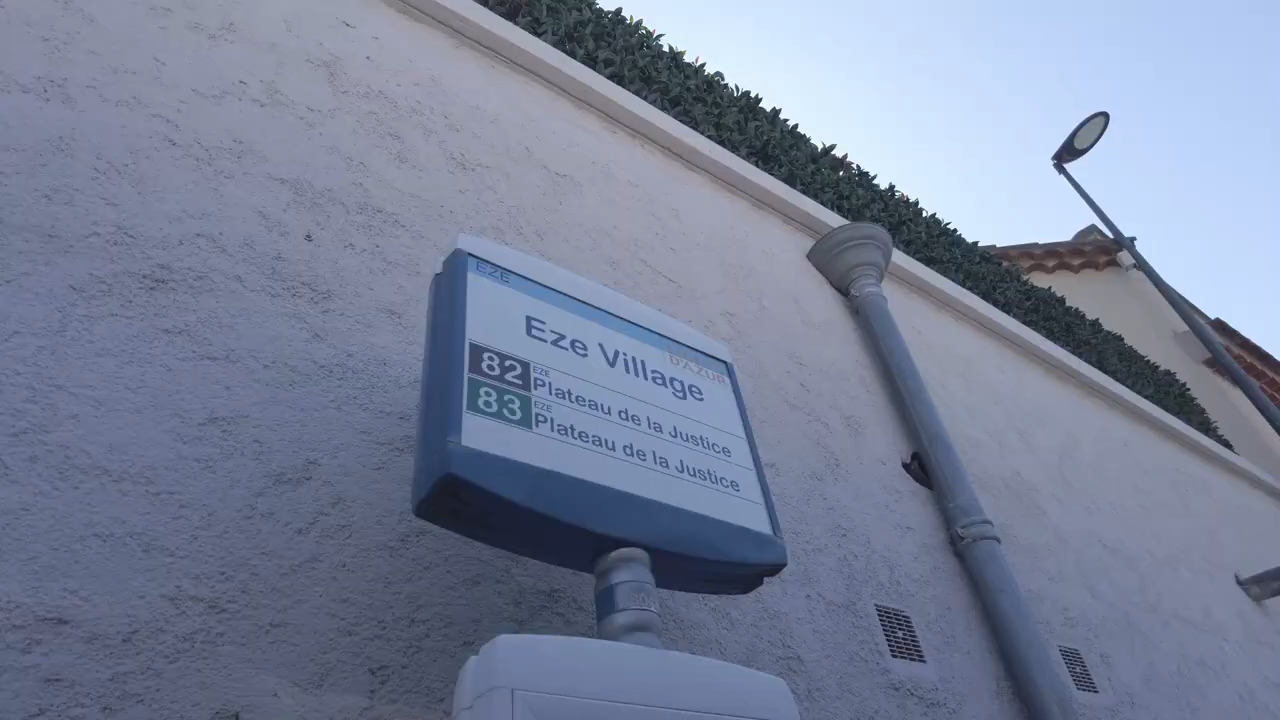 EZE
D'AZUR
Eze Village
82 EZE Plateau de la Justice
83 EZE Plateau de la Justice